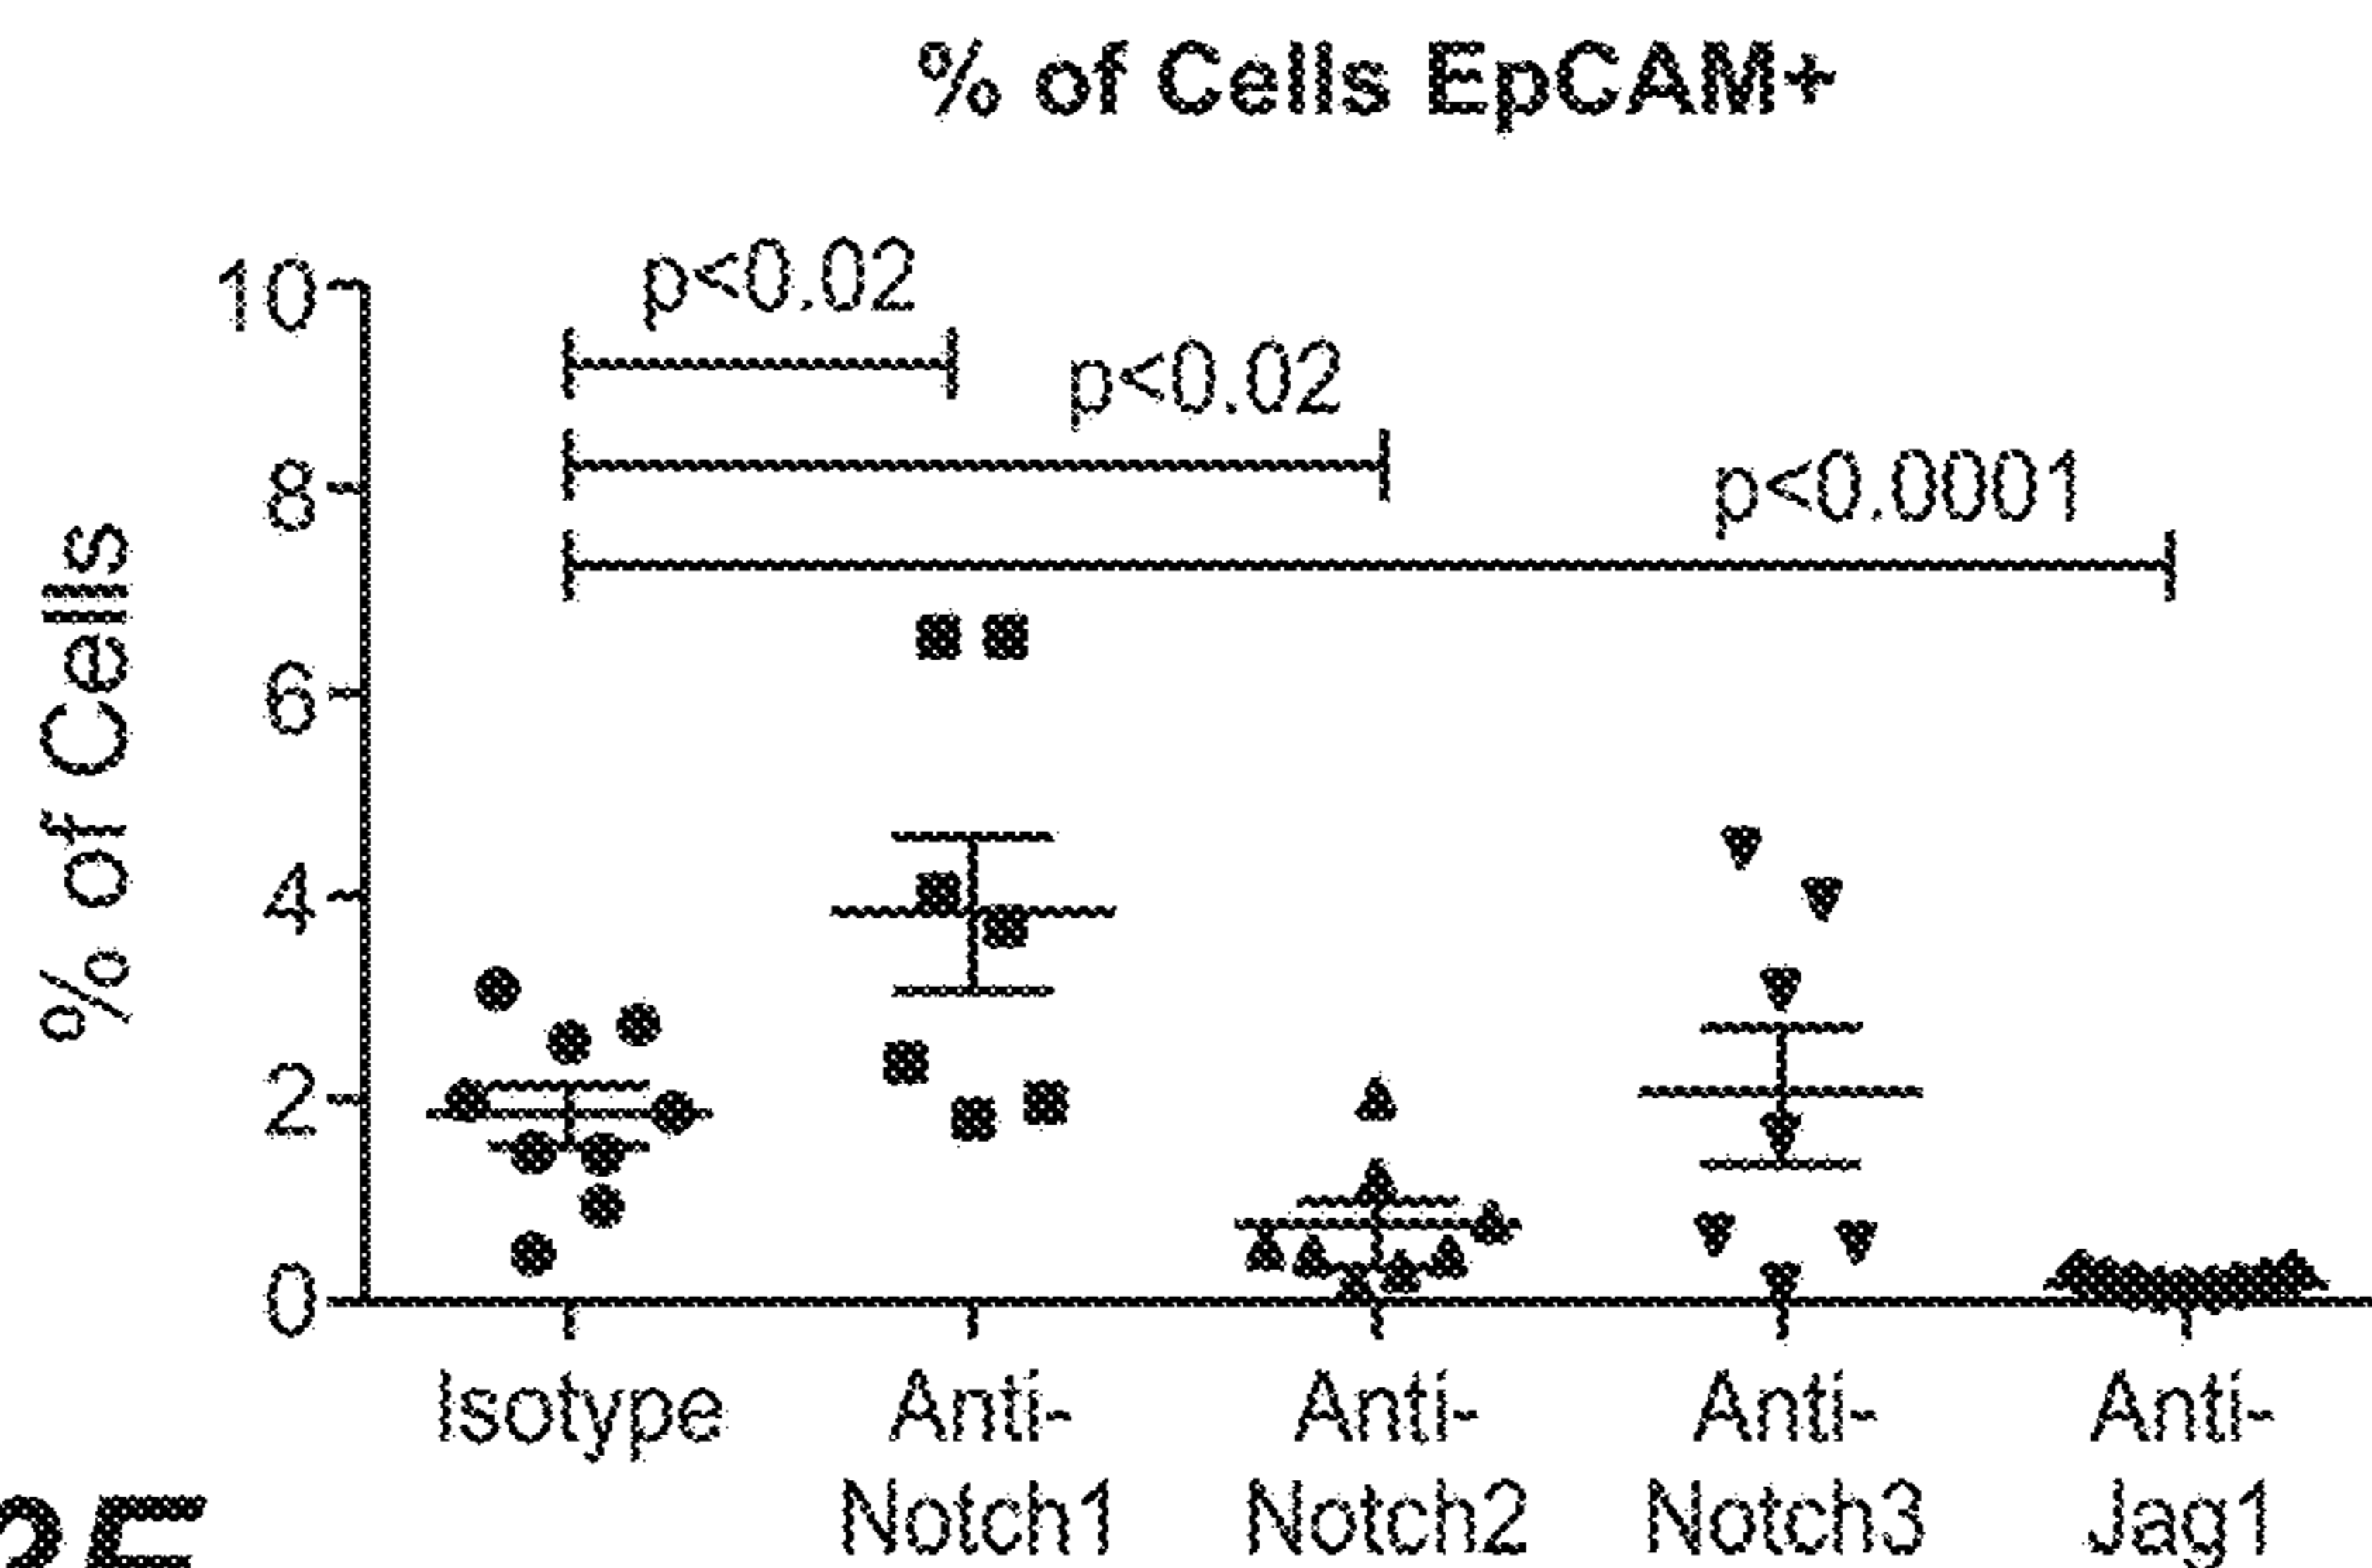 % of Cells EpCAM+
10
p<0.02
p<0.02
8
p<0.0001
% of Cells
6
4
2
0
Isotype
Anti-
Notch1
Anti-
Notch2
Anti-
Notch3
Anti-
Jag1